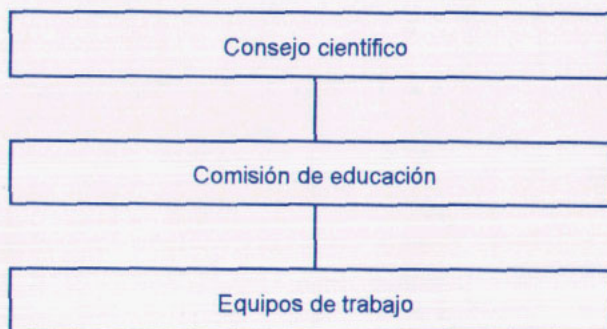 Consejo científico
Comisión de educación
Equipos de trabajo